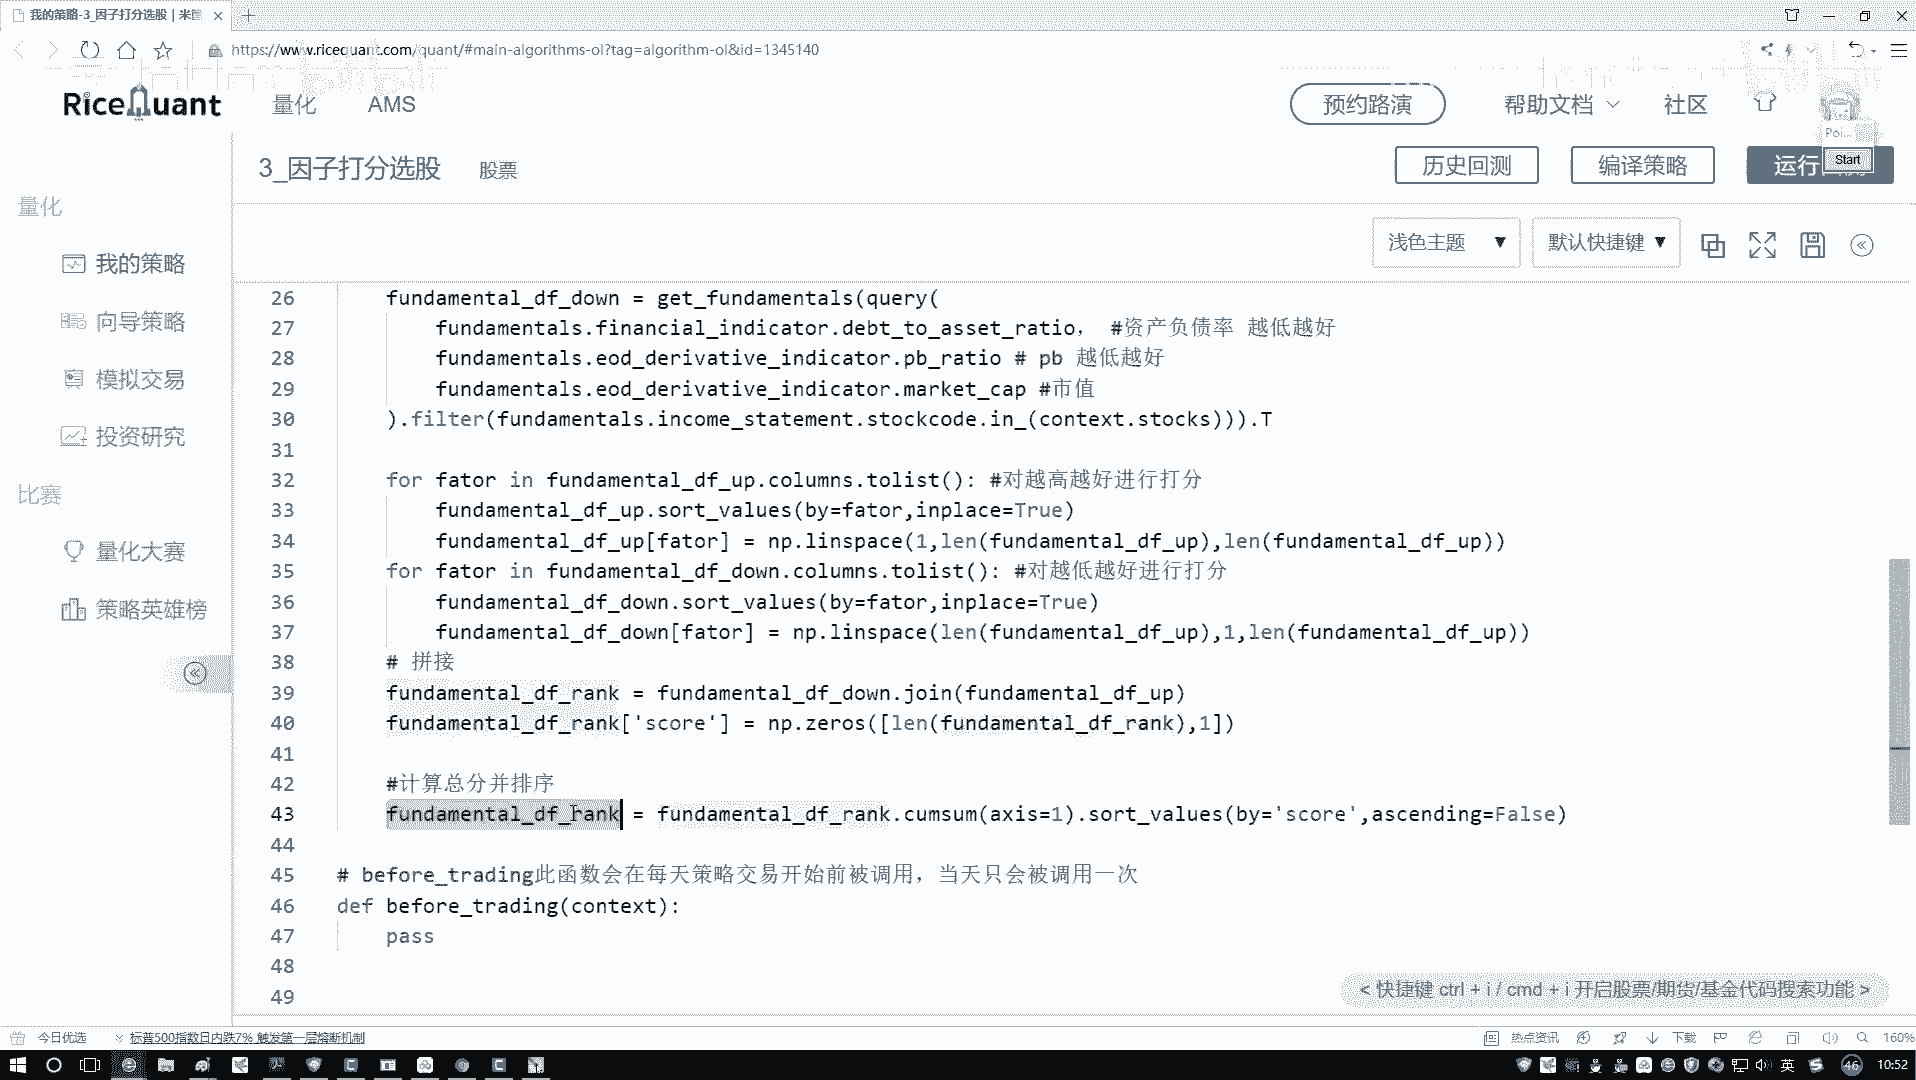 我的策略-3_因子打分选股 | 米筐
https://www.ricequant.com/quant/#main-algorithms-ol?tag=algorithm-ol&id=1345140
RiceQuant
量化
AMS
预约路演
帮助文档
社区
Poi...
Start
3_因子打分选股
股票
历史回测
编译策略
运行
浅色主题
默认快捷键
量化
我的策略
向导策略
模拟交易
投资研究
比赛
量化大赛
策略英雄榜
26 fundamental_df_down = get_fundamentals(query(
27 fundamentals.financial_indicator.debt_to_asset_ratio， #资产负债率 越低越好
28 fundamentals.eod_derivative_indicator.pb_ratio # pb 越低越好
29 fundamentals.eod_derivative_indicator.market_cap #市值
30 ).filter(fundamentals.income_statement.stockcode.in_(context.stocks))).T
31
32 for fator in fundamental_df_up.columns.tolist(): #对越高越好进行打分
33 fundamental_df_up.sort_values(by=fator,inplace=True)
34 fundamental_df_up[fator] = np.linspace(1,len(fundamental_df_up),len(fundamental_df_up))
35 for fator in fundamental_df_down.columns.tolist(): #对越低越好进行打分
36 fundamental_df_down.sort_values(by=fator,inplace=True)
37 fundamental_df_down[fator] = np.linspace(len(fundamental_df_up),1,len(fundamental_df_up))
38 # 拼接
39 fundamental_df_rank = fundamental_df_down.join(fundamental_df_up)
40 fundamental_df_rank['score'] = np.zeros([len(fundamental_df_rank),1])
41
42 #计算总分并排序
43 fundamental_df_rank = fundamental_df_rank.cumsum(axis=1).sort_values(by='score',ascending=False)
44
45 # before_trading此函数会在每天策略交易开始前被调用，当天只会被调用一次
46 def before_trading(context):
47 pass
48
49
< 快捷键 ctrl + i / cmd + i 开启股票/期货/基金代码搜索功能 >
今日优选
标普500指数日内跌7% 触发第一层熔断机制
热点资讯
下载
160%
英
46
10:52